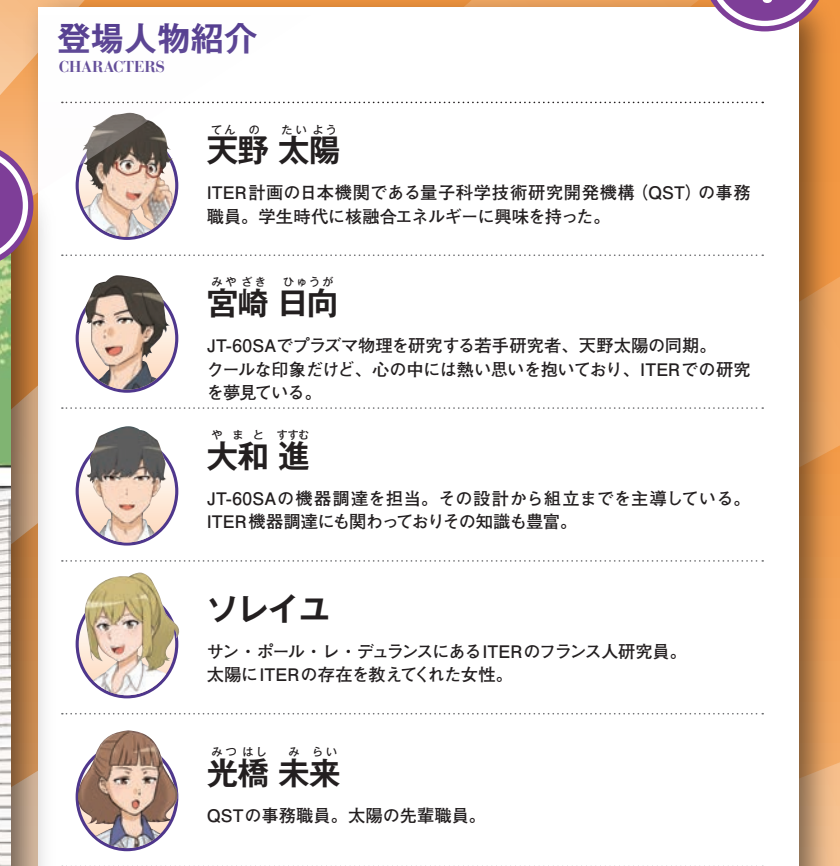 登場人物紹介
CHARACTERS
てんの たいよう
天野 太陽
ITER計画の日本機関である量子科学技術研究開発機構（QST）の事務
職員。学生時代に核融合エネルギーに興味を持った。
みやざき ひゅうが
宮崎 日向
JT-60SAでプラズマ物理を研究する若手研究者、天野太陽の同期。
クールな印象だけど、心の中には熱い思いを抱いており、ITERでの研究
を夢見ている。
やまと すすむ
大和 進
JT-60SAの機器調達を担当。その設計から組立までを主導している。
ITER機器調達にも関わっておりその知識も豊富。
ソレイユ
サン・ポール・レ・デュランスにあるITERのフランス人研究員。
太陽にITERの存在を教えてくれた女性。
みつはし みらい
光橋 未来
QSTの事務職員。太陽の先輩職員。